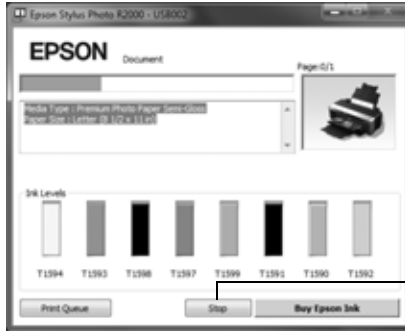 Epson Stylus Photo R2000 - USB002
EPSON
Document
Page:0/1
Media Type : Premium Photo Paper Semi-Gloss
Paper Size : Letter (8 1/2 x 11 in)
Ink Levels
T1594 T1593 T1598 T1597 T1599 T1591 T1590 T1592
Print Queue Stop Buy Epson Ink